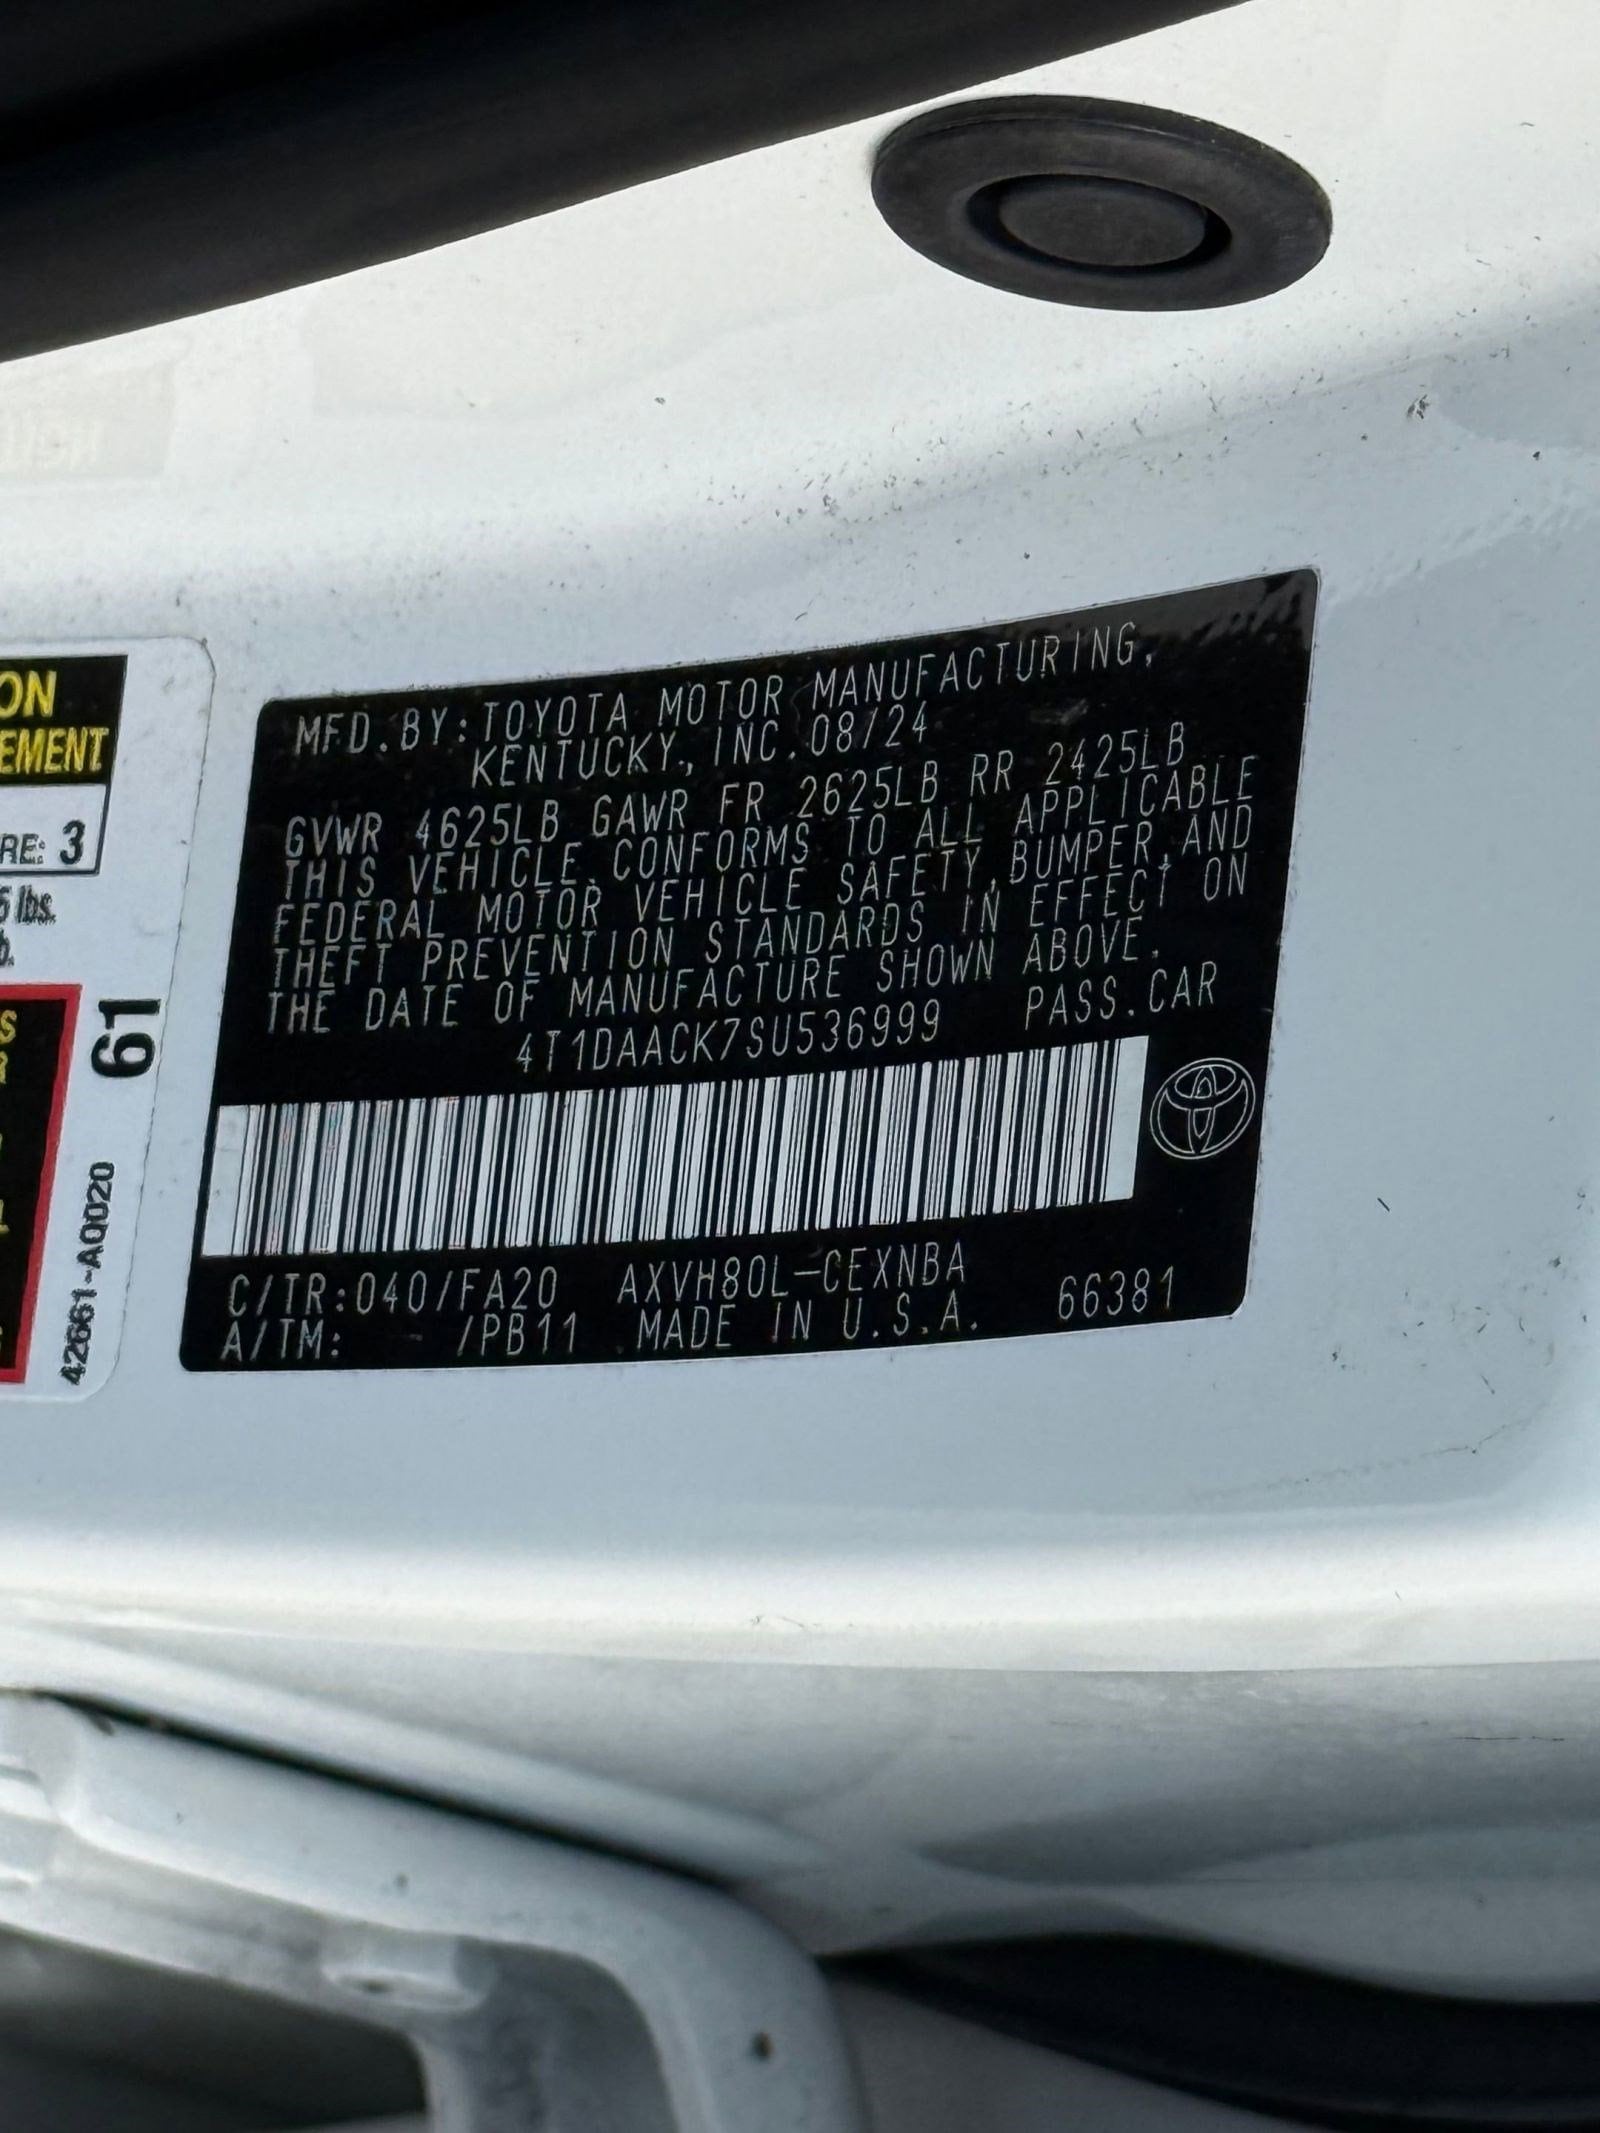 MFD.BY:TOYOTA MOTOR MANUFACTURING,
KENTUCKY, INC. 08/24
GVWR 4625LB GAWR FR 2625LB RR 2425LB
THIS VEHICLE CONFORMS TO ALL APPLICABLE
FEDERAL MOTOR VEHICLE SAFETY, BUMPER, AND
THEFT PREVENTION STANDARDS IN EFFECT ON
THE DATE OF MANUFACTURE SHOWN ABOVE.
4T1DAACK7SU536999 PASS.CAR
C/TR:040/FA20 AXVH80L-CEXNBA 66381
A/TM: - /PB11 MADE IN U.S.A.
ON
EMENT
RE: 3
5 lbs.
61
42661-A0020